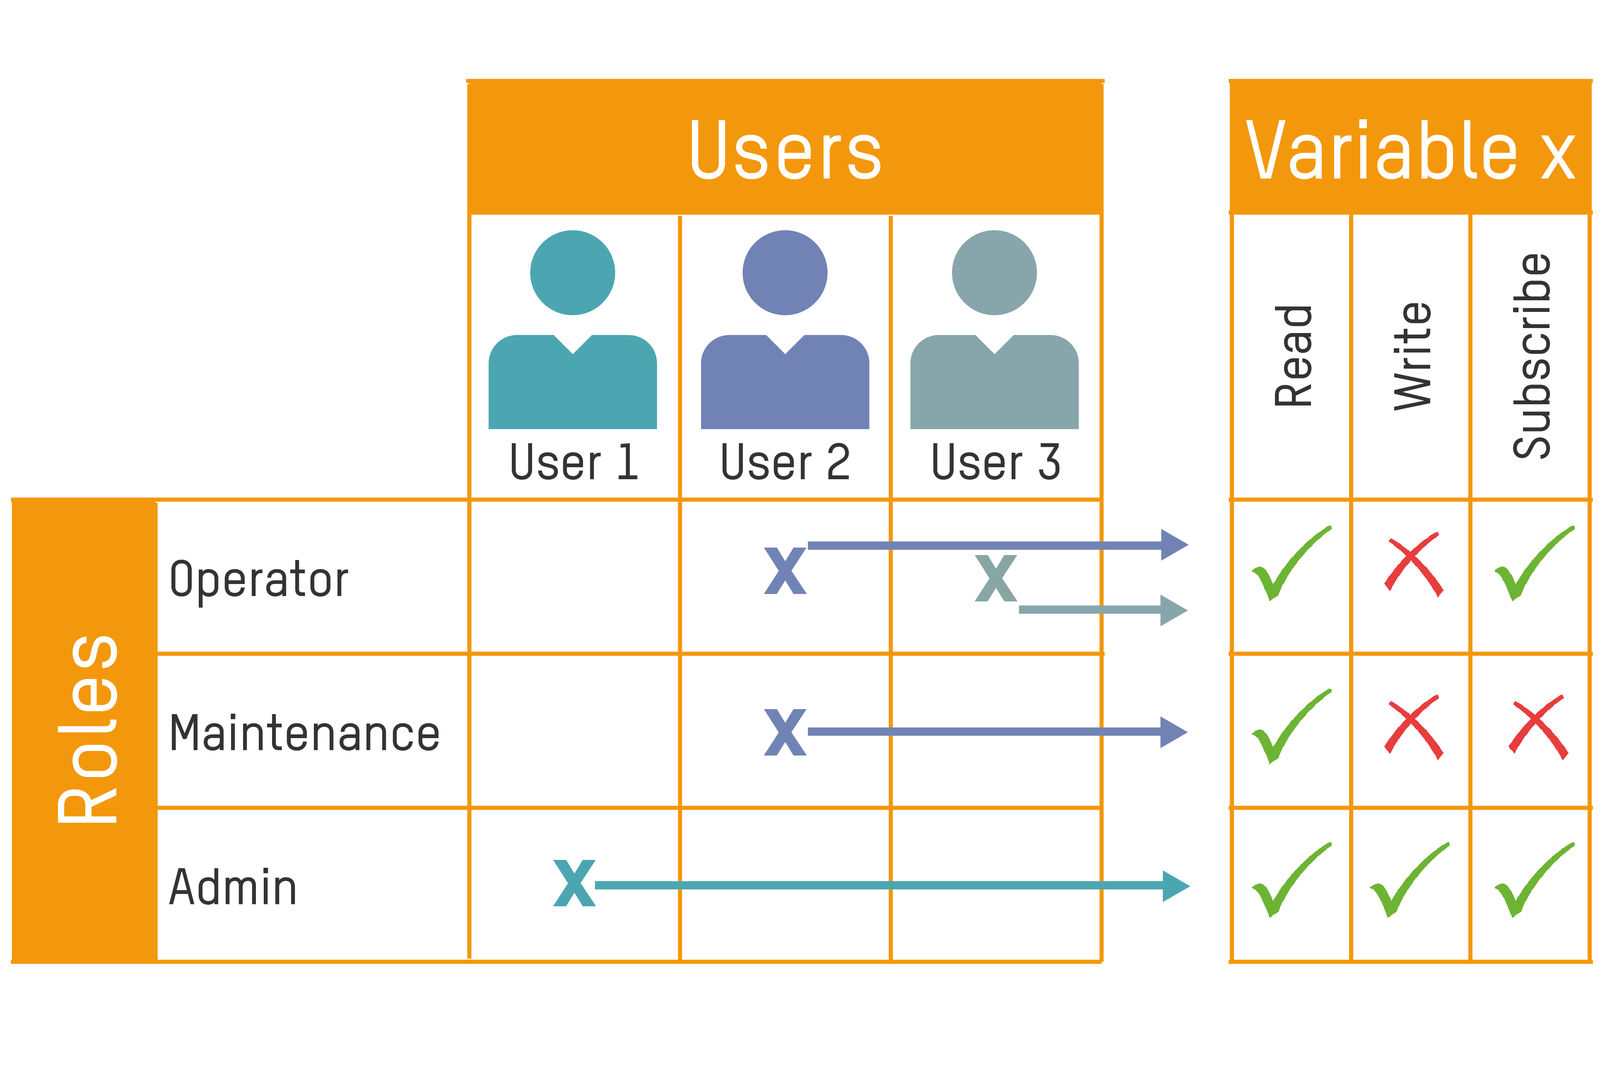 Users
Variable x
User 1
User 2
User 3
Read
Write
Subscribe
Roles
Operator
X
X
Maintenance
X
Admin
X